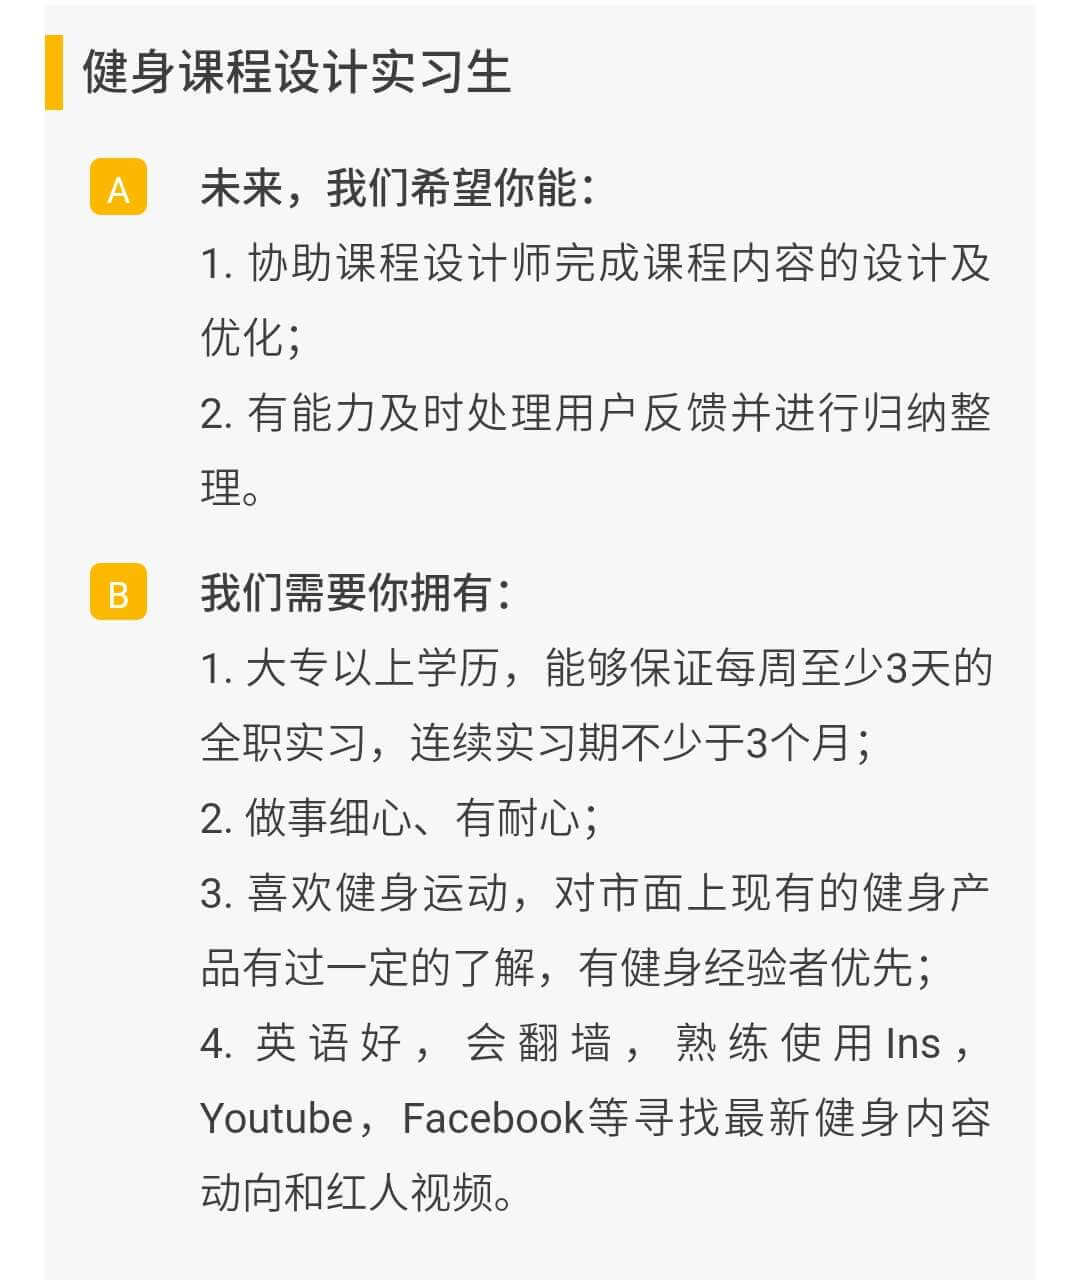 健身课程设计实习生
A 未来，我们希望你能：
1. 协助课程设计师完成课程内容的设计及
优化；
2. 有能力及时处理用户反馈并进行归纳整
理。
B 我们需要你拥有：
1. 大专以上学历，能够保证每周至少3天的
全职实习，连续实习期不少于3个月；
2. 做事细心、有耐心；
3. 喜欢健身运动，对市面上现有的健身产
品有过一定的了解，有健身经验者优先；
4. 英语好，会翻墙，熟练使用Ins，
Youtube，Facebook等寻找最新健身内容
动向和红人视频。